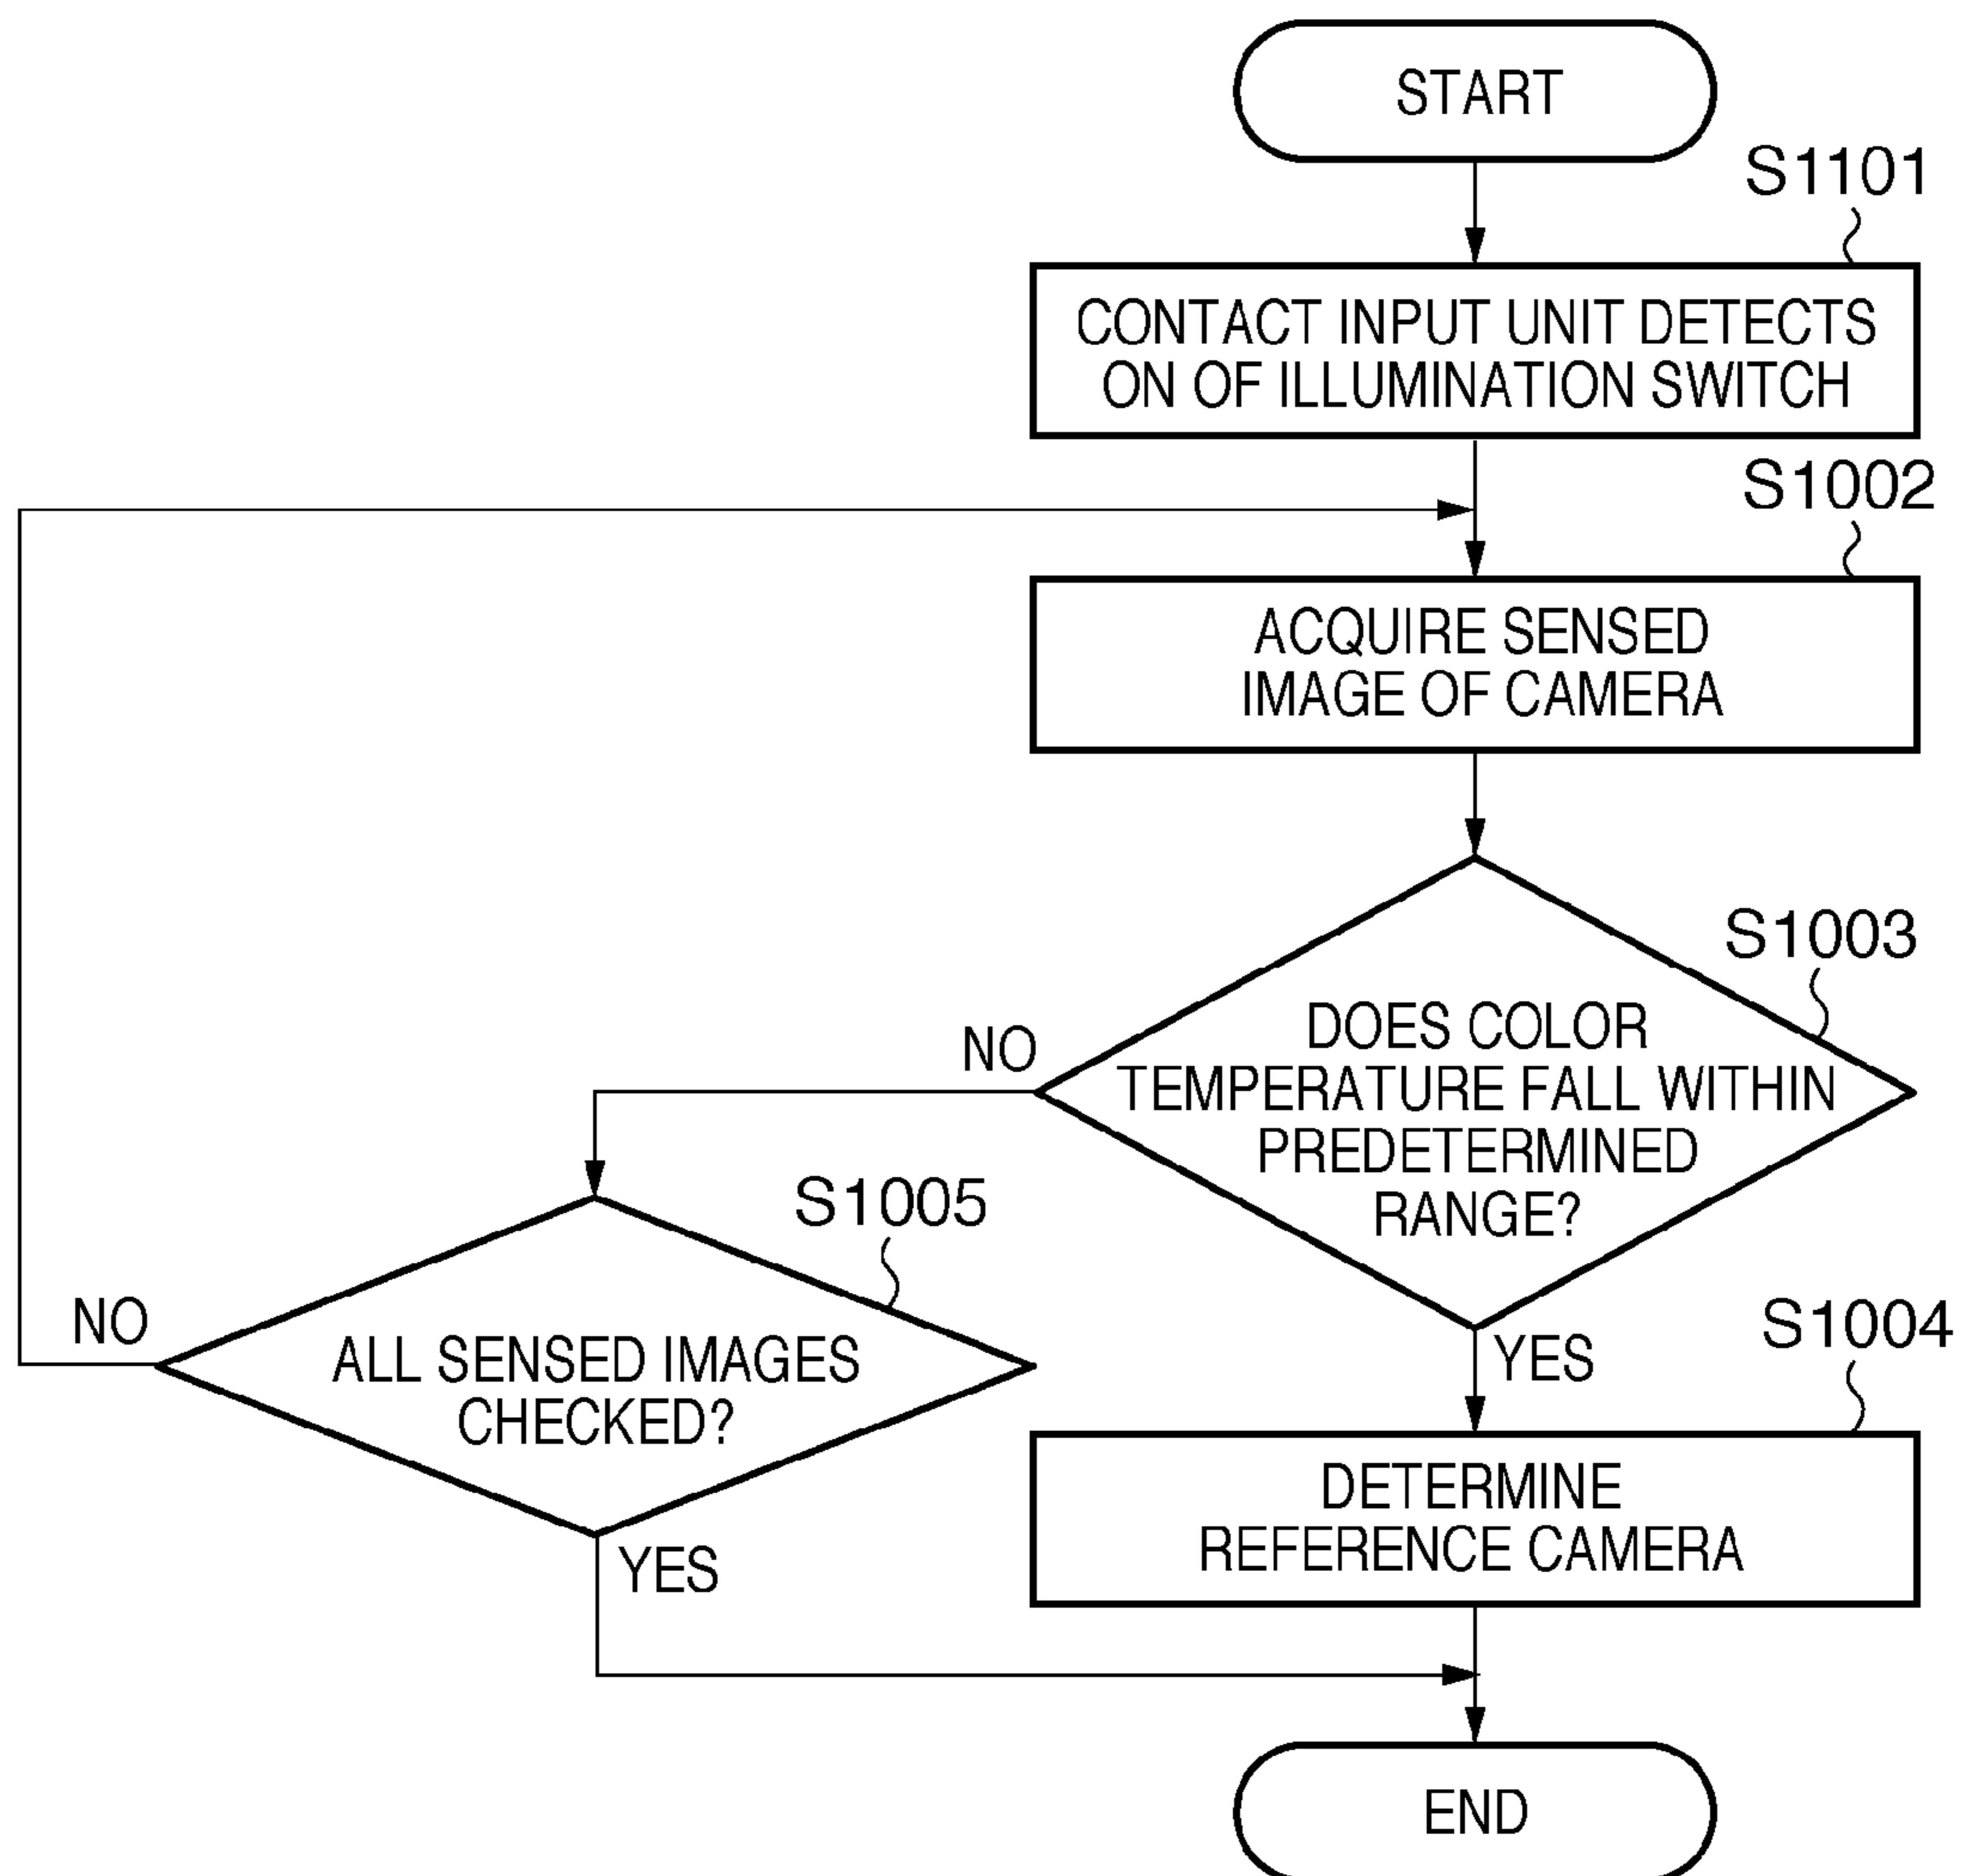 START
S1101
CONTACT INPUT UNIT DETECTS
ON OF ILLUMINATION SWITCH
S1002
ACQUIRE SENSED
IMAGE OF CAMERA
S1003
DOES COLOR
TEMPERATURE FALL WITHIN
PREDETERMINED
RANGE?
NO
YES
S1005
ALL SENSED IMAGES
CHECKED?
NO
YES
S1004
DETERMINE
REFERENCE CAMERA
END